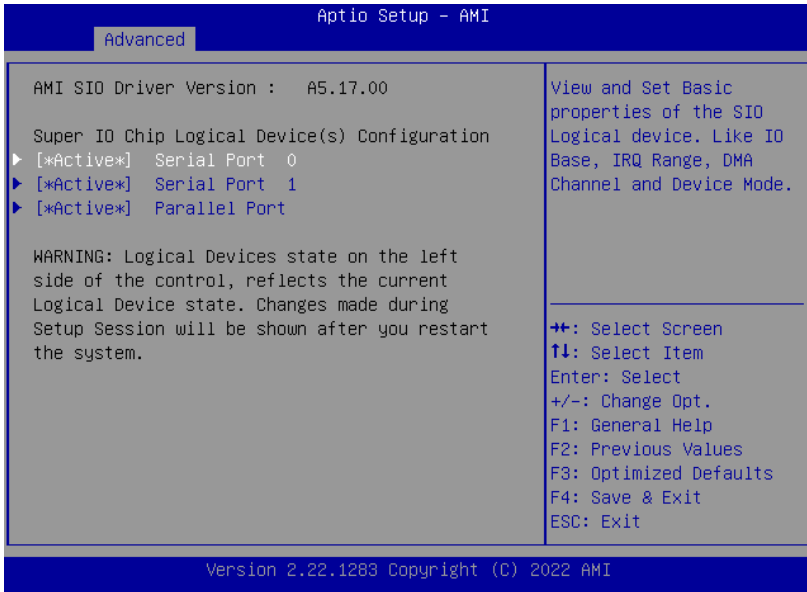 Aptio Setup – AMI
Advanced
AMI SIO Driver Version : A5.17.00
Super IO Chip Logical Device(s) Configuration
[*Active*] Serial Port 0
[*Active*] Serial Port 1
[*Active*] Parallel Port
WARNING: Logical Devices state on the left
side of the control, reflects the current
Logical Device state. Changes made during
Setup Session will be shown after you restart
the system.
View and Set Basic
properties of the SIO
Logical device. Like IO
Base, IRQ Range, DMA
Channel and Device Mode.
→←: Select Screen
↑↓: Select Item
Enter: Select
+/-: Change Opt.
F1: General Help
F2: Previous Values
F3: Optimized Defaults
F4: Save & Exit
ESC: Exit
Version 2.22.1283 Copyright (C) 2022 AMI